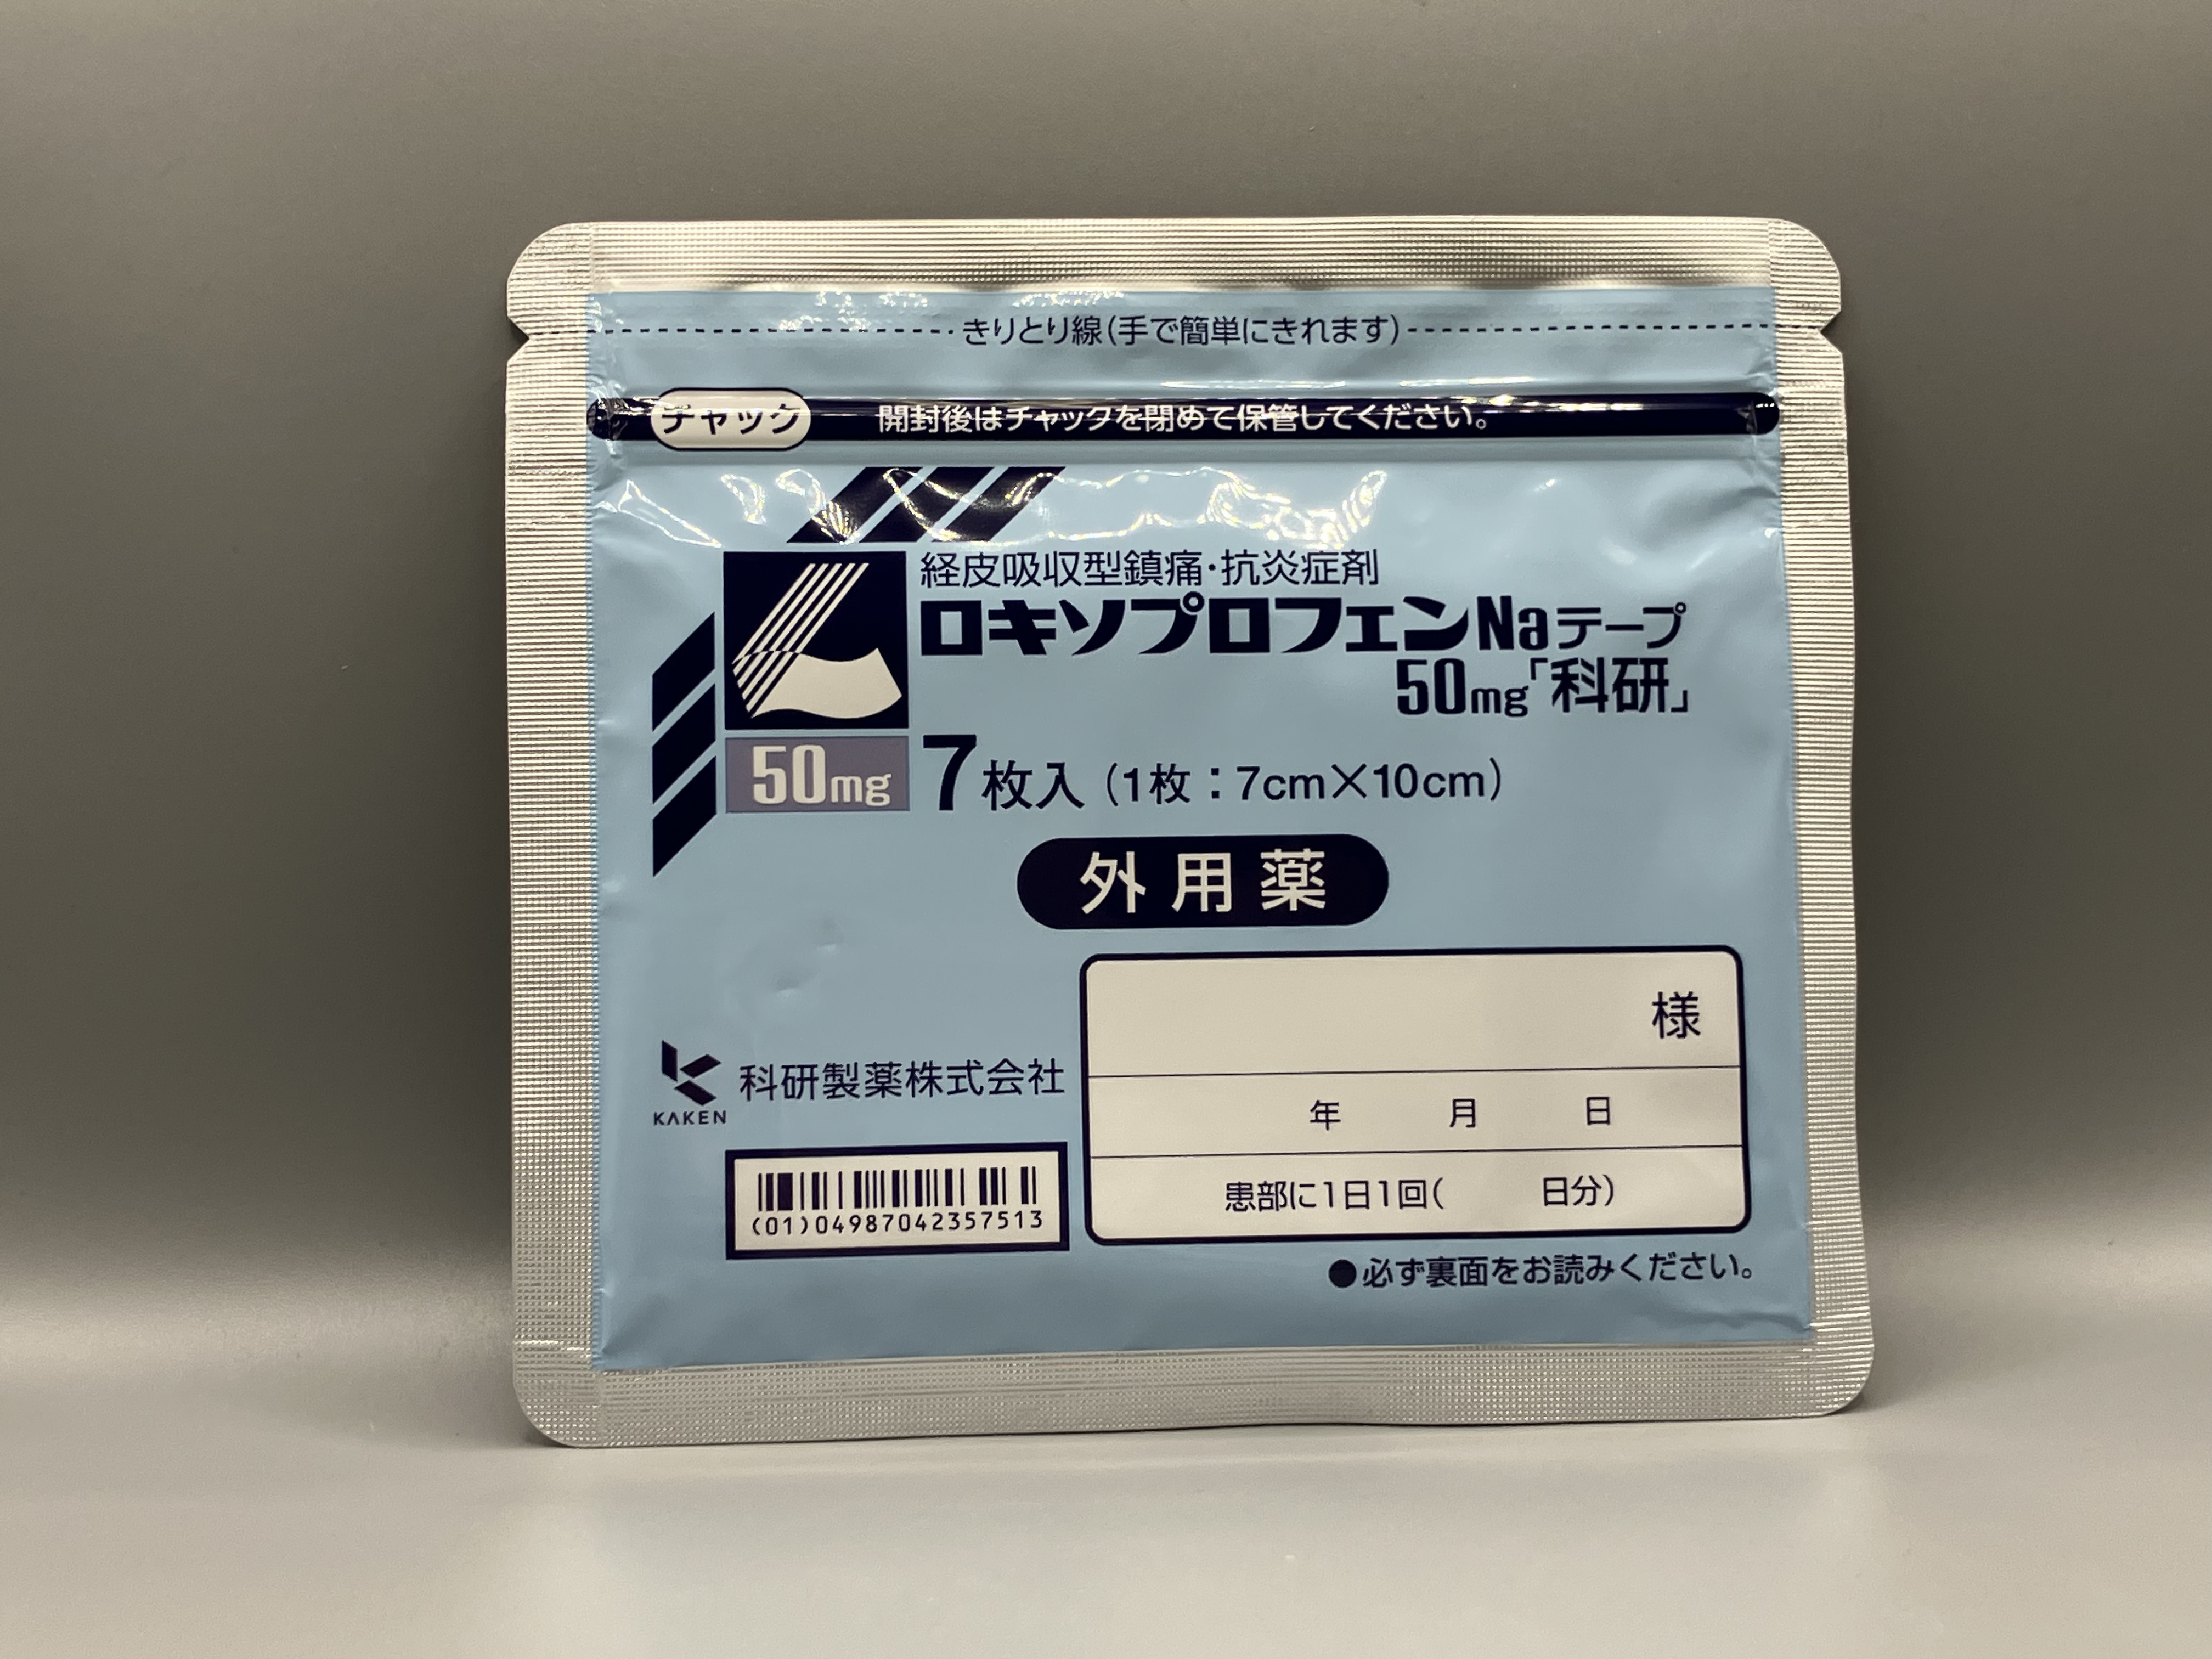 きりとり線(手で簡単にきれます)
チャック 開封後はチャックを閉めて保管してください。
経皮吸収型鎮痛・抗炎症剤
ロキソプロフェンNaテープ
50mg「科研」
50mg 7枚入(1枚:7cm×10cm)
外用薬
様
年 月 日
患部に1日1回( 日分)
KAKEN 科研製薬株式会社
(01)04987042357513
●必ず裏面をお読みください。